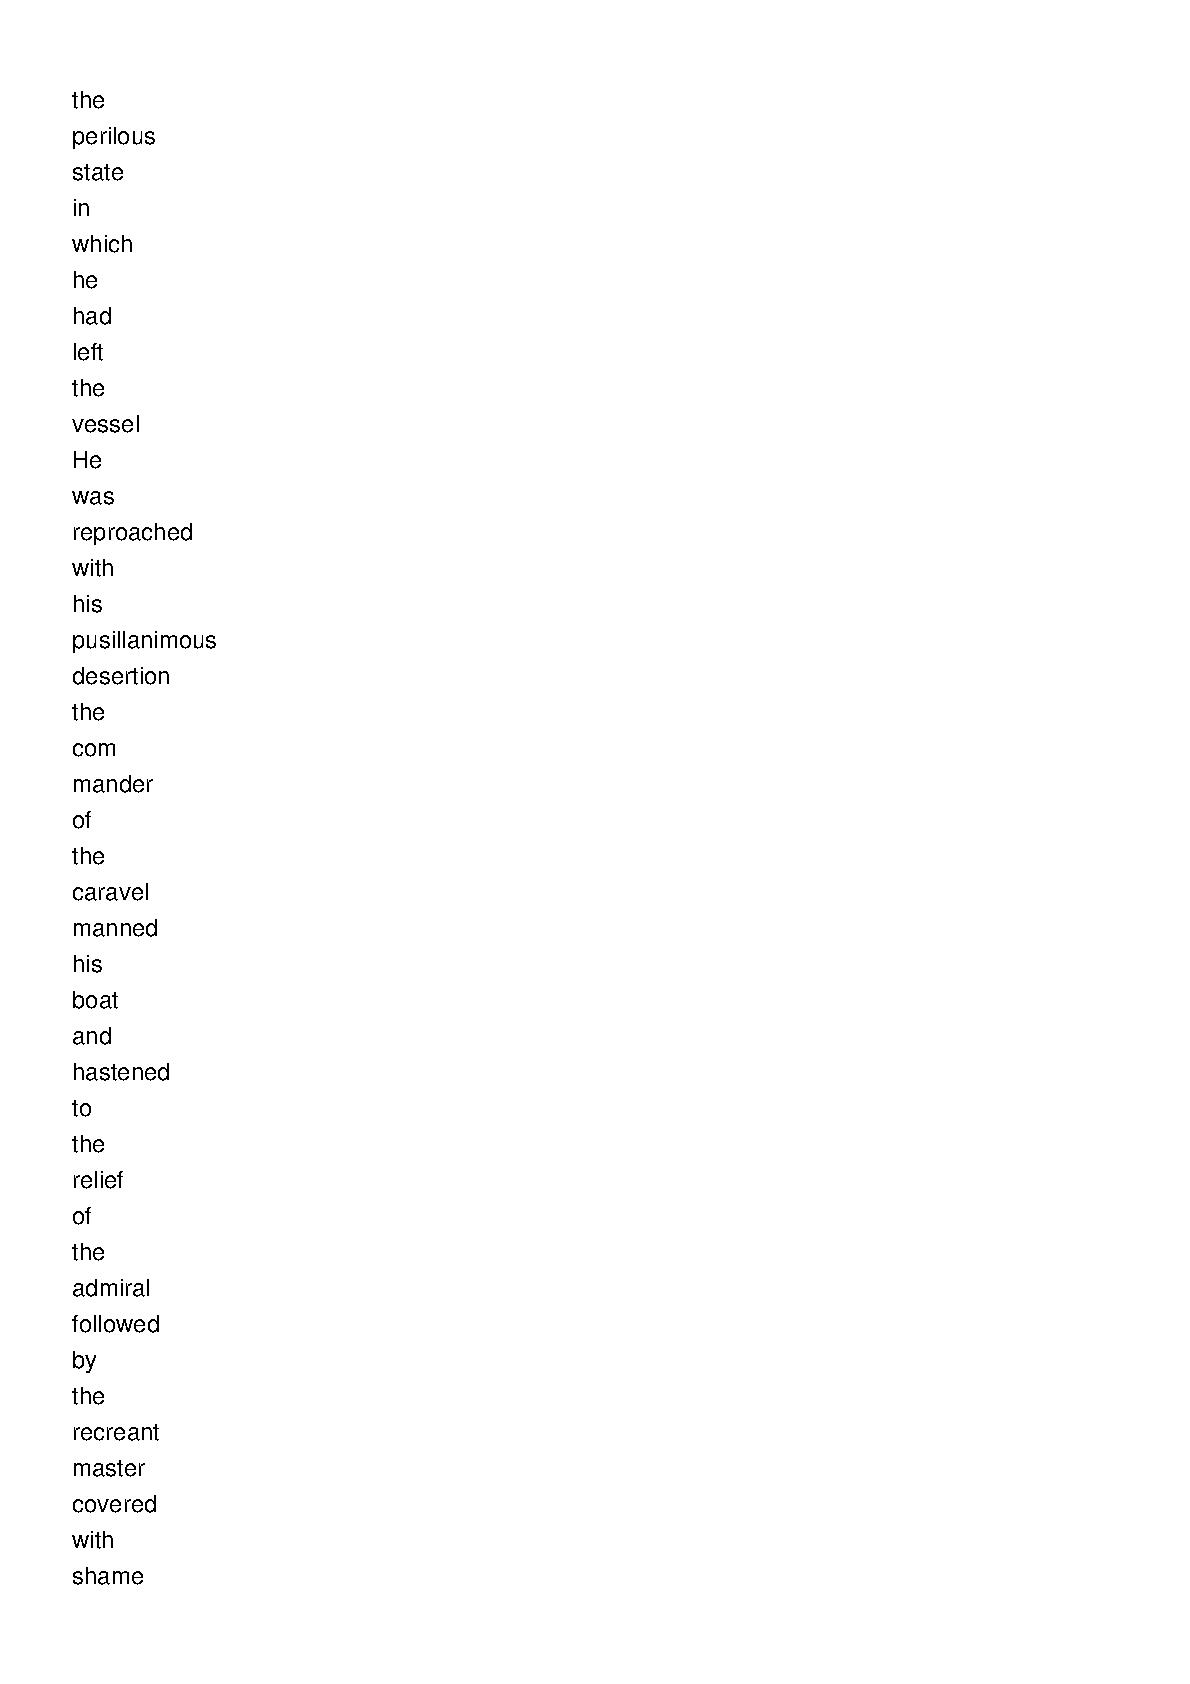 the
perilous
state
in
which
he
had
left
the
vessel
He
was
reproached
with
his
pusillanimous
desertion
the
com
mander
of
the
caravel
manned
his
boat
and
hastened
to
the
relief
of
the
admiral
followed
by
the
recreant
master
covered
with
shame